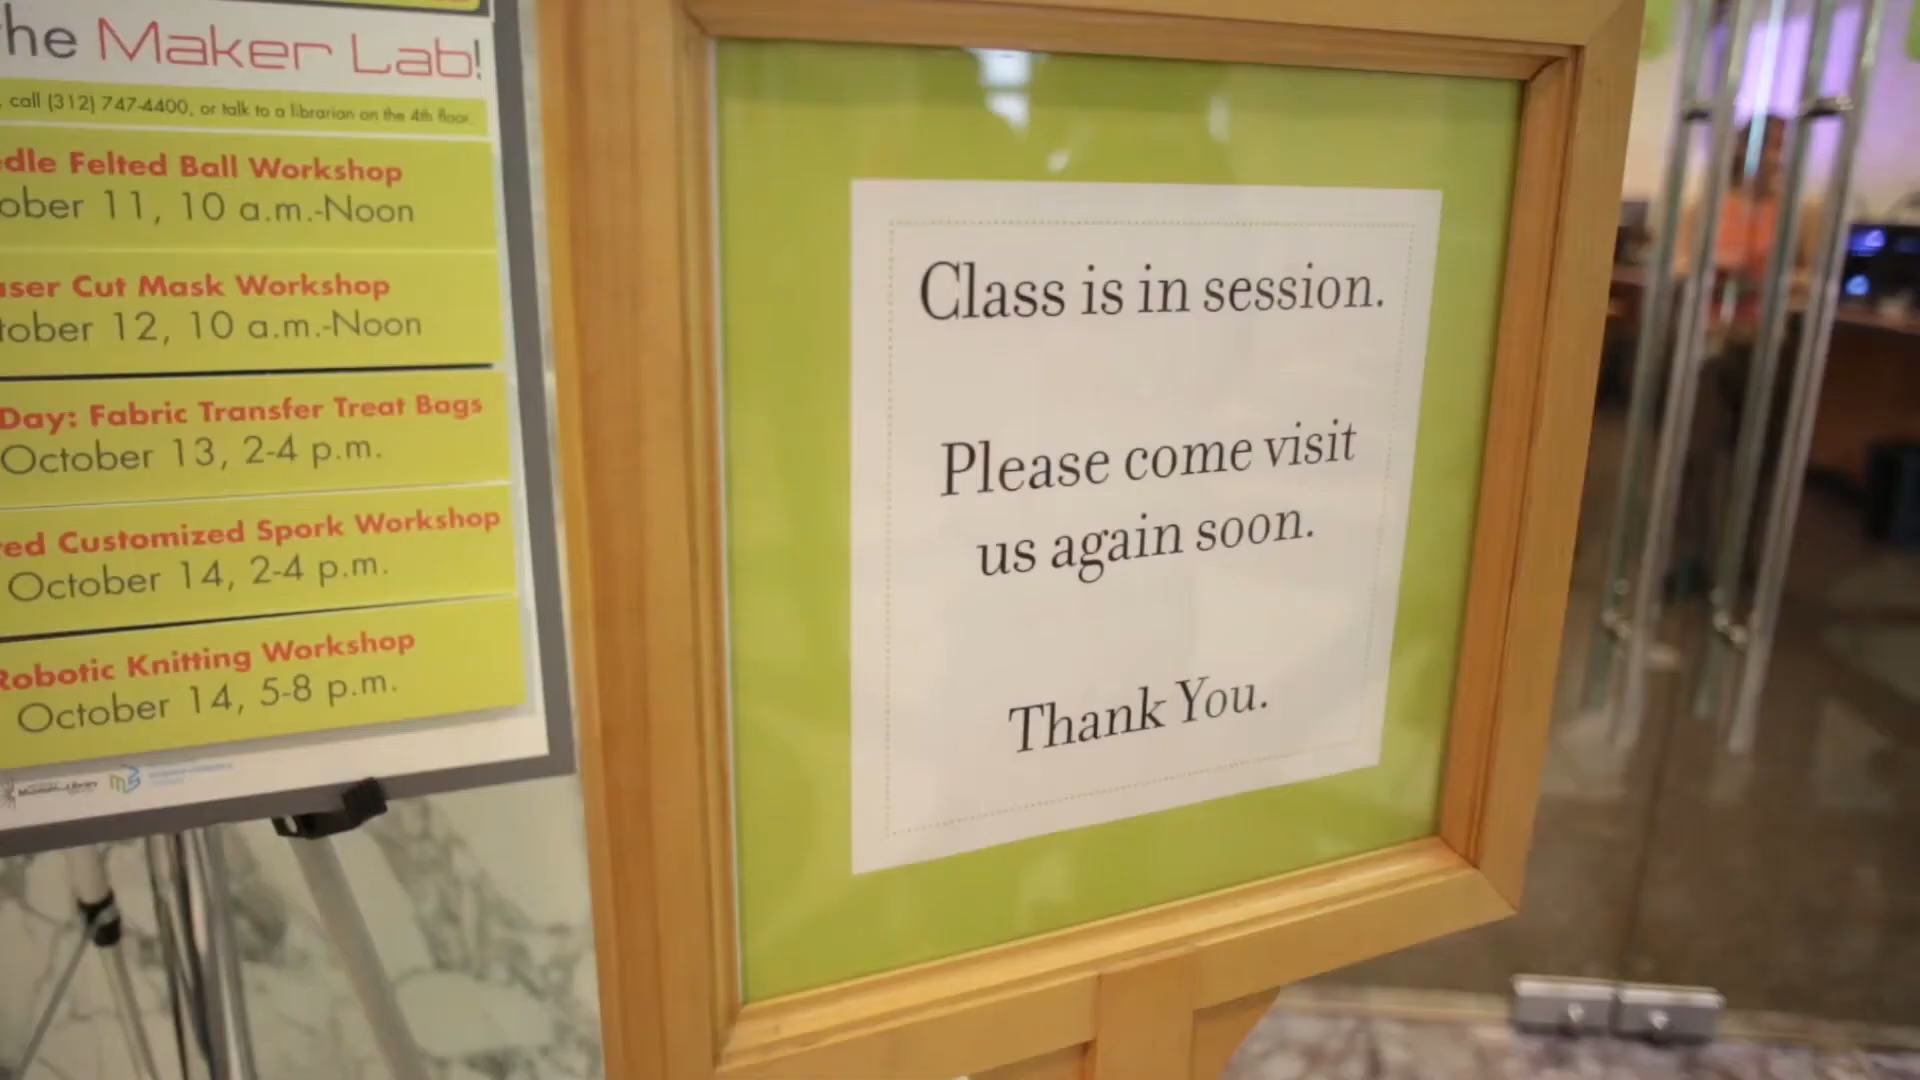 the Maker Lab!
call (312) 747-4400, or talk to a librarian on the 4th floor.
dle Felted Ball Workshop
ober 11, 10 a.m.-Noon
ser Cut Mask Workshop
tober 12, 10 a.m.-Noon
Day: Fabric Transfer Treat Bags
October 13, 2-4 p.m.
ed Customized Spork Workshop
October 14, 2-4 p.m.
Robotic Knitting Workshop
October 14, 5-8 p.m.
Class is in session.
Please come visit
us again soon.
Thank You.